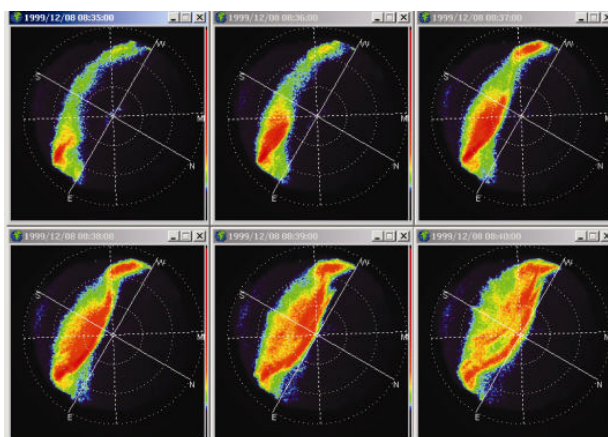 1999/12/08 08:35:00
W
S
M
N
E
1999/12/08 08:36:00
W
S
M
N
E
1999/12/08 08:37:00
W
S
M
N
E
1999/12/08 08:38:00
W
S
M
N
E
1999/12/08 08:39:00
W
S
M
N
E
1999/12/08 08:40:00
W
S
M
N
E